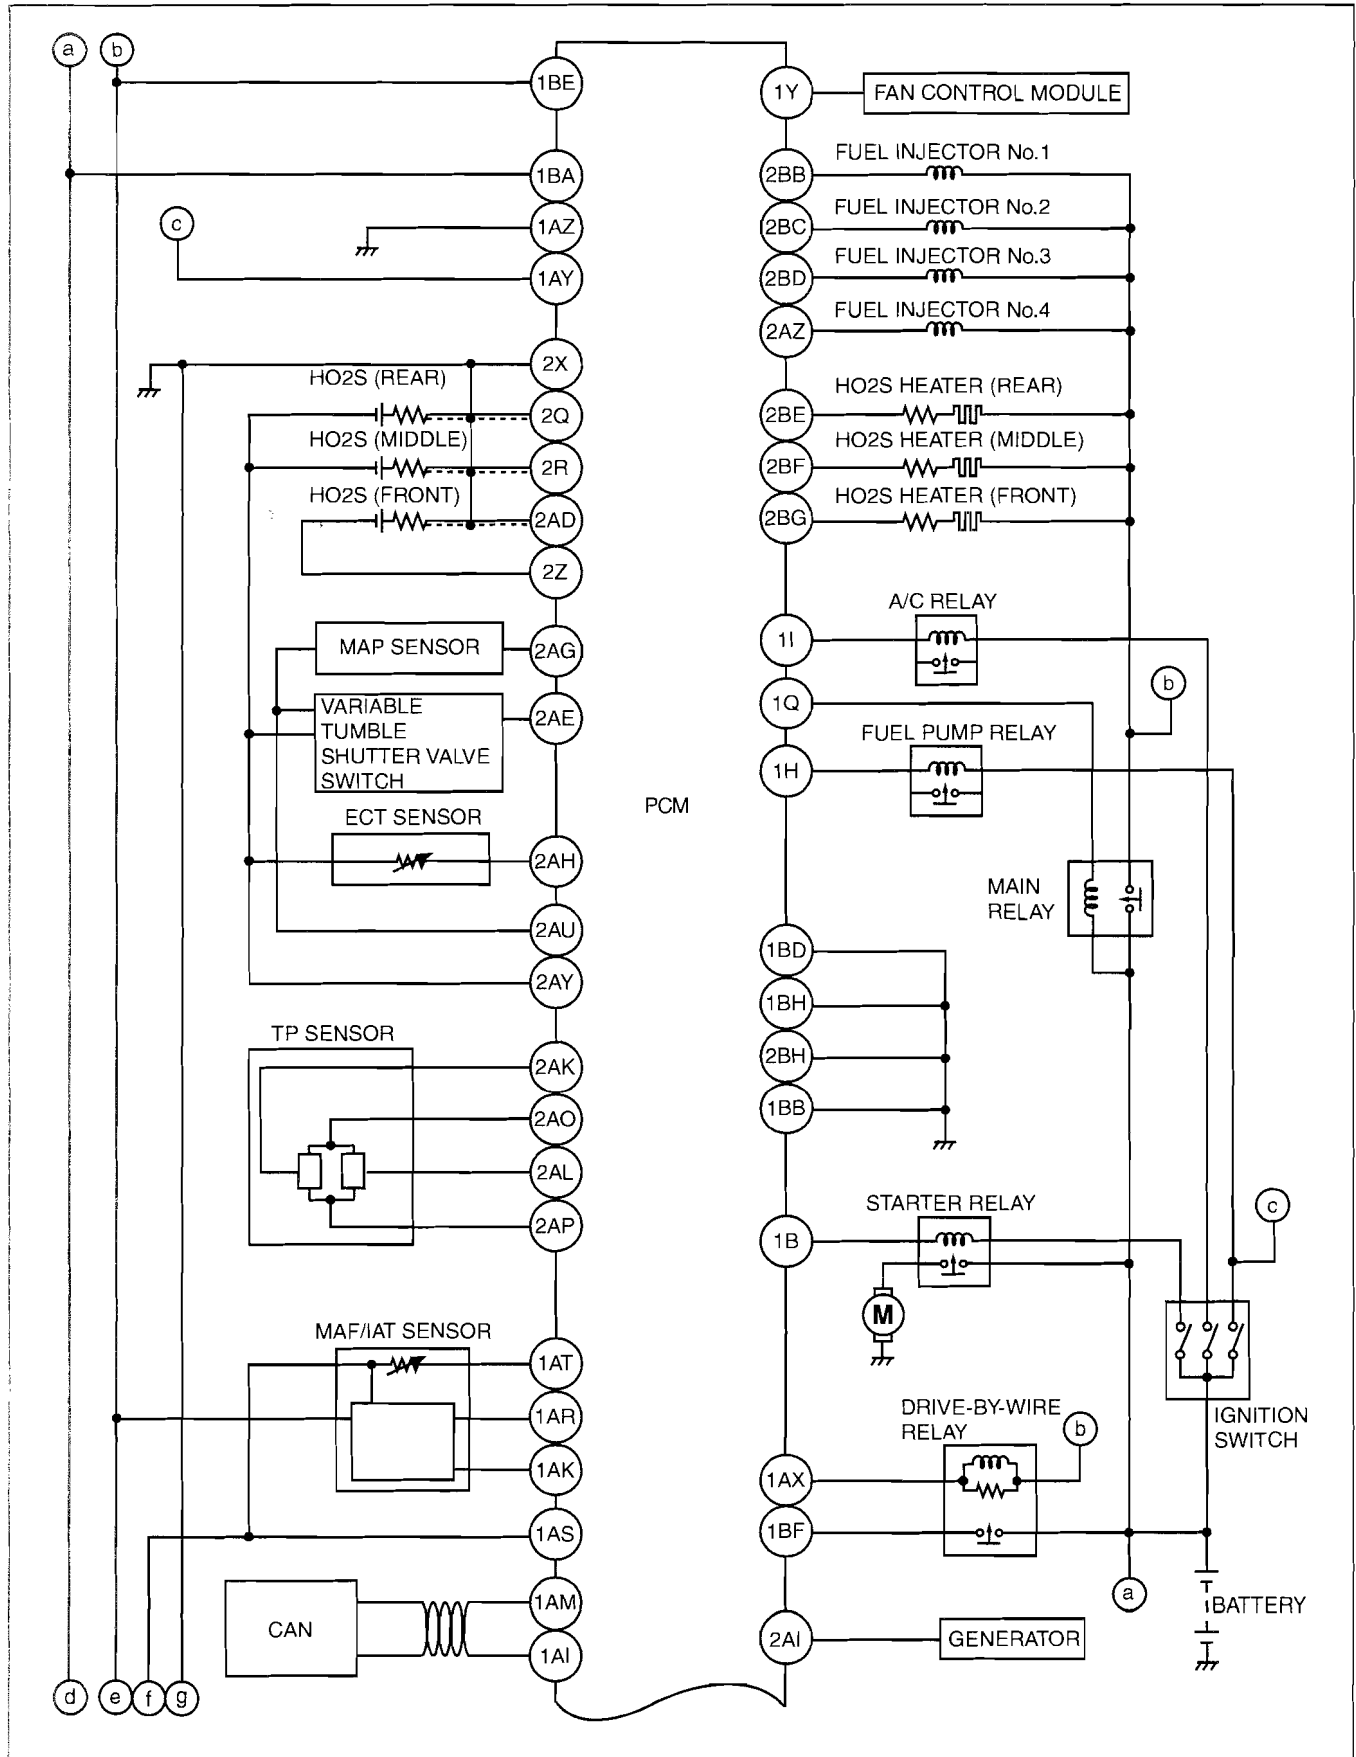 a
b
1BE
1BA
c
1AZ
1AY
2X
HO2S (REAR)
2Q
HO2S (MIDDLE)
2R
HO2S (FRONT)
2AD
2Z
MAP SENSOR
2AG
VARIABLE
TUMBLE
SHUTTER VALVE
SWITCH
2AE
ECT SENSOR
2AH
2AU
2AY
TP SENSOR
2AK
2AO
2AL
2AP
MAF/IAT SENSOR
1AT
1AR
1AK
1AS
CAN
1AM
1AI
d
e
f
g
PCM
1Y
FAN CONTROL MODULE
FUEL INJECTOR No.1
2BB
FUEL INJECTOR No.2
2BC
FUEL INJECTOR No.3
2BD
FUEL INJECTOR No.4
2AZ
HO2S HEATER (REAR)
2BE
HO2S HEATER (MIDDLE)
2BF
HO2S HEATER (FRONT)
2BG
A/C RELAY
1I
b
1Q
FUEL PUMP RELAY
1H
MAIN
RELAY
1BD
1BH
2BH
1BB
STARTER RELAY
1B
c
M
IGNITION
SWITCH
DRIVE-BY-WIRE
RELAY
b
1AX
1BF
a
BATTERY
2AI
GENERATOR